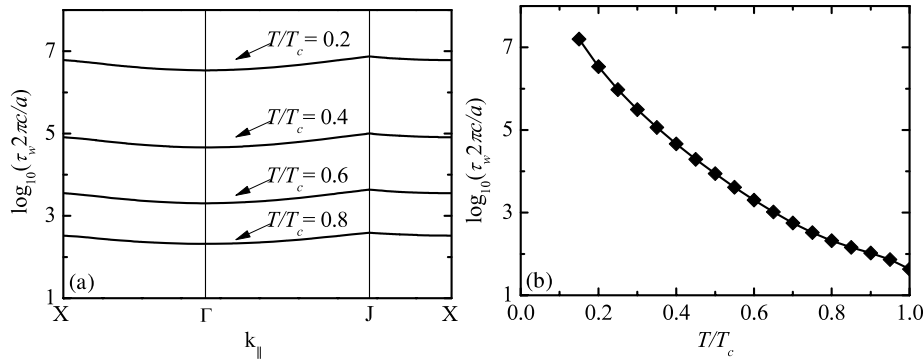 7
5
3
1
log₁₀(τ_w 2πc/a)
T/T_c = 0.2
T/T_c = 0.4
T/T_c = 0.6
T/T_c = 0.8
(a)
X Γ J X
k_∥
7
5
3
1
log₁₀(τ_w 2πc/a)
(b)
0.0 0.2 0.4 0.6 0.8 1.0
T/T_c